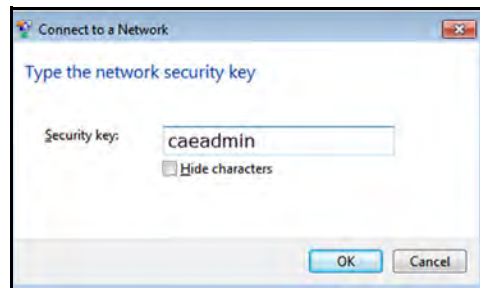 Connect to a Network
Type the network security key
Security key: caeadmin
Hide characters
OK Cancel